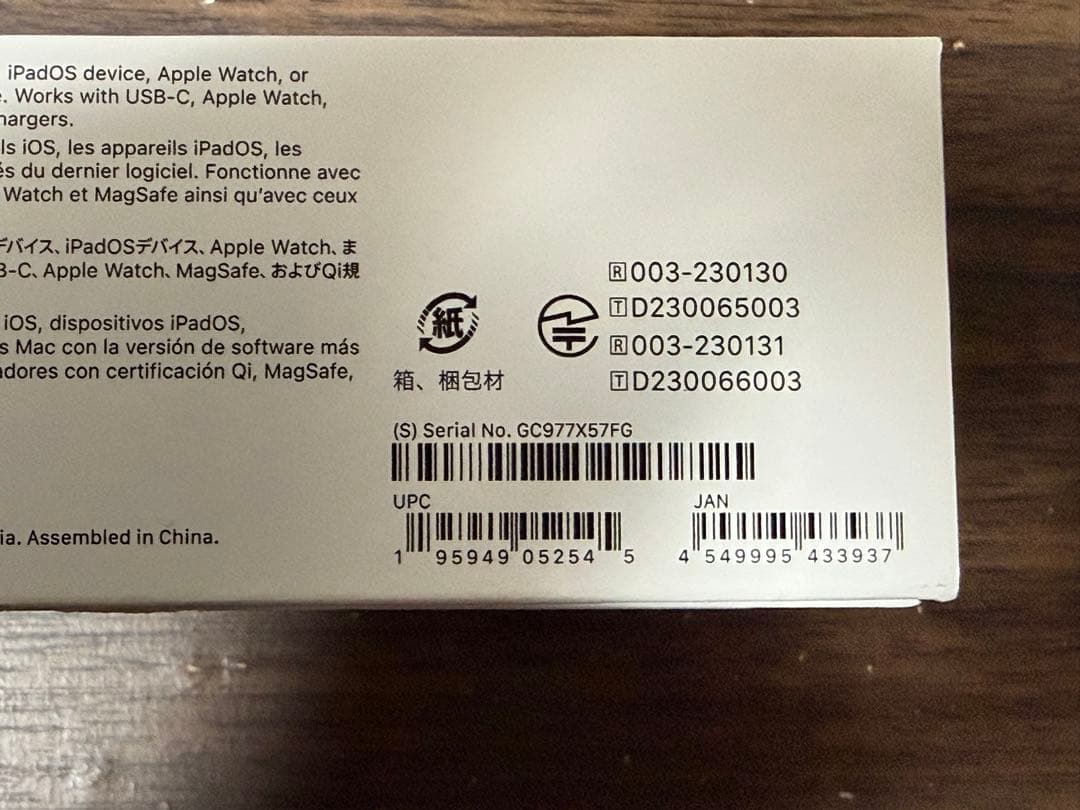 iPadOS device, Apple Watch, or
. Works with USB-C, Apple Watch,
hargers.
ls iOS, les appareils iPadOS, les
és du dernier logiciel. Fonctionne avec
Watch et MagSafe ainsi qu'avec ceux
デバイス、iPadOSデバイス、Apple Watch、ま
B-C、Apple Watch、MagSafe、およびQi規
iOS, dispositivos iPadOS,
s Mac con la versión de software más
adores con certificación Qi, MagSafe,
ia. Assembled in China.
紙
箱、梱包材
R 003-230130
T D230065003
R 003-230131
T D230066003
(S) Serial No. GC977X57FG
UPC
1 95949 05254 5
JAN
4 549995 433937